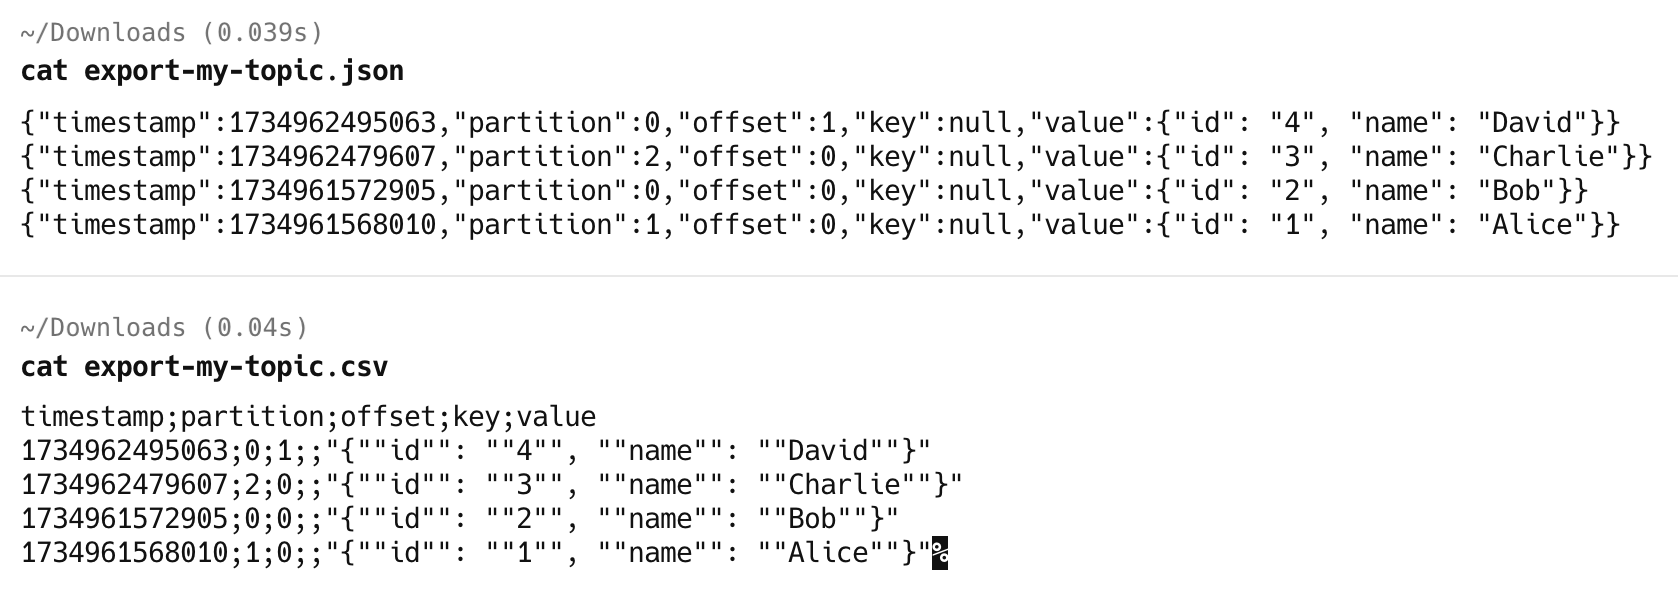 ~/Downloads (0.039s)
cat export-my-topic.json
{"timestamp":1734962495063,"partition":0,"offset":1,"key":null,"value":{"id": "4", "name": "David"}}
{"timestamp":1734962479607,"partition":2,"offset":0,"key":null,"value":{"id": "3", "name": "Charlie"}}
{"timestamp":1734961572905,"partition":0,"offset":0,"key":null,"value":{"id": "2", "name": "Bob"}}
{"timestamp":1734961568010,"partition":1,"offset":0,"key":null,"value":{"id": "1", "name": "Alice"}}
~/Downloads (0.04s)
cat export-my-topic.csv
timestamp;partition;offset;key;value
1734962495063;0;1;;"{""id"": ""4"", ""name"": ""David""}"
1734962479607;2;0;;"{""id"": ""3"", ""name"": ""Charlie""}"
1734961572905;0;0;;"{""id"": ""2"", ""name"": ""Bob""}"
1734961568010;1;0;;"{""id"": ""1"", ""name"": ""Alice""}"%